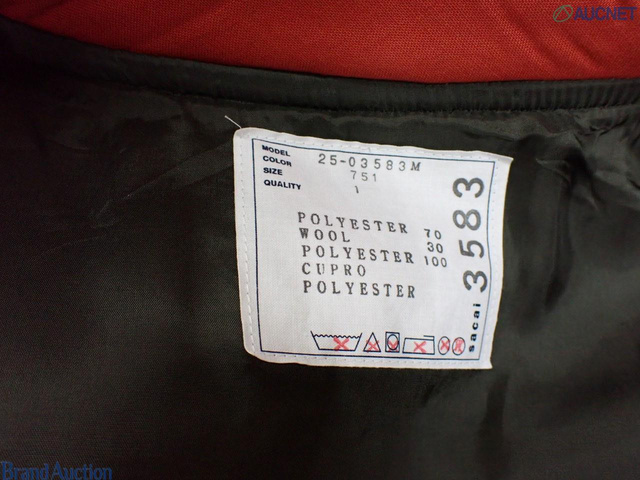 AUCNET
MODEL 25-03583M
COLOR 751
SIZE 1
QUALITY
POLYESTER 70
WOOL 30
POLYESTER 100
CUPRO
POLYESTER
sacai 3583
Brand Auction